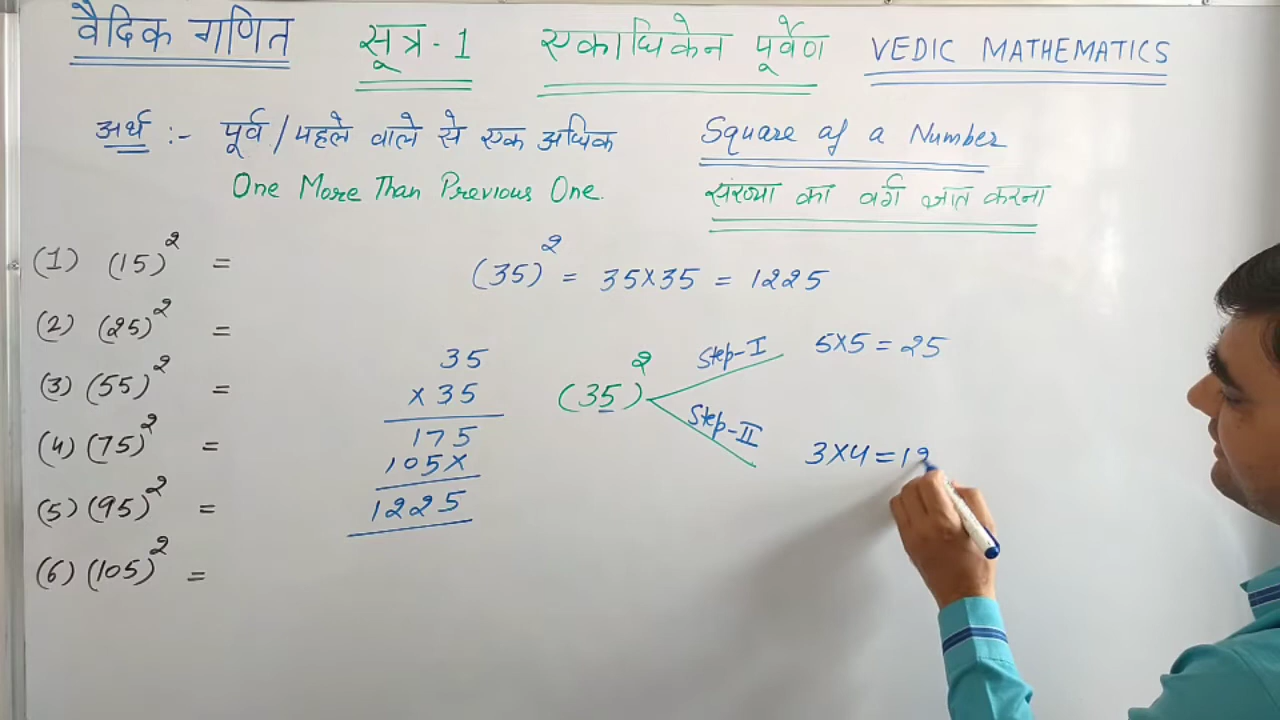 वैदिक गणित सूत्र-1 एकाधिकेन पूर्वेण VEDIC MATHEMATICS
अर्थ :- पूर्व/पहले वाले से एक अधिक
One More Than Previous One.
Square of a Number
संख्या का वर्ग ज्ञात करना
(1) (15)² =
(2) (25)² =
(3) (55)² =
(4) (75)² =
(5) (95)² =
(6) (105)² =
(35)² = 35×35 = 1225
35
×35
175
105×
1225
(35)²
Step-I 5×5=25
Step-II 3×4=12